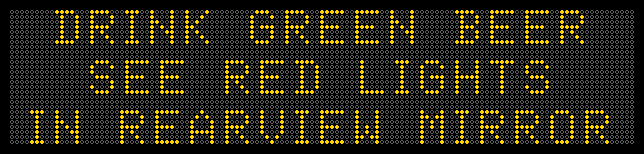 DRINK GREEN BEER
SEE RED LIGHTS
IN REARVIEW MIRROR